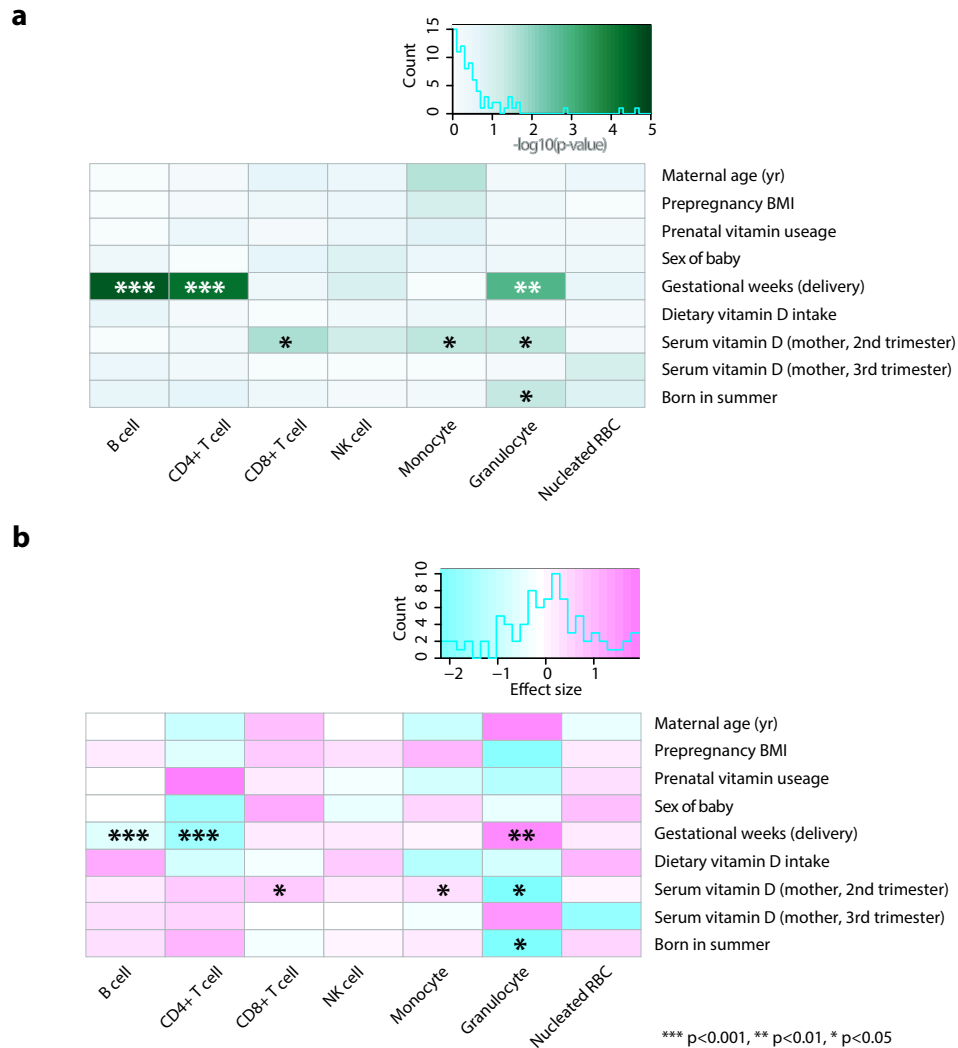 a
Count
0 5 10 15
0 1 2 3 4 5
-log10(p-value)
Maternal age (yr)
Prepregnancy BMI
Prenatal vitamin useage
Sex of baby
*** *** ** Gestational weeks (delivery)
Dietary vitamin D intake
* * * Serum vitamin D (mother, 2nd trimester)
Serum vitamin D (mother, 3rd trimester)
* Born in summer
B cell
CD4+ T cell
CD8+ T cell
NK cell
Monocyte
Granulocyte
Nucleated RBC
b
Count
0 2 4 6 8 10
−2 −1 0 1
Effect size
Maternal age (yr)
Prepregnancy BMI
Prenatal vitamin useage
Sex of baby
*** *** ** Gestational weeks (delivery)
Dietary vitamin D intake
* * * Serum vitamin D (mother, 2nd trimester)
Serum vitamin D (mother, 3rd trimester)
* Born in summer
B cell
CD4+ T cell
CD8+ T cell
NK cell
Monocyte
Granulocyte
Nucleated RBC
*** p<0.001, ** p<0.01, * p<0.05